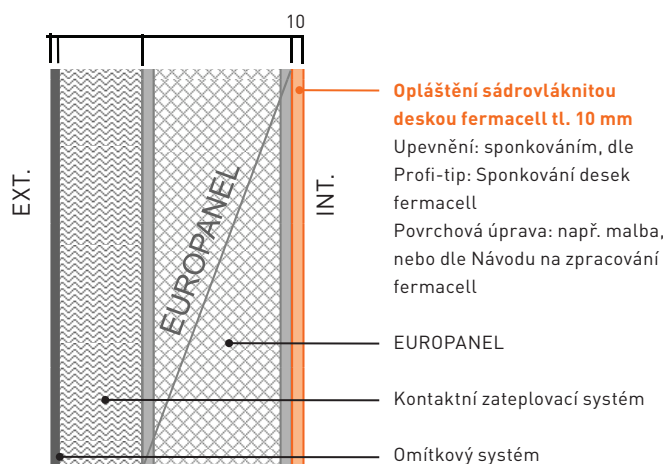 10
EXT.
EUROPANEL
INT.
Opláštění sádrovláknitou
deskou fermacell tl. 10 mm
Upevnění: sponkováním, dle
Profi-tip: Sponkování desek
fermacell
Povrchová úprava: např. malba,
nebo dle Návodu na zpracování
fermacell
EUROPANEL
Kontaktní zateplovací systém
Omítkový systém